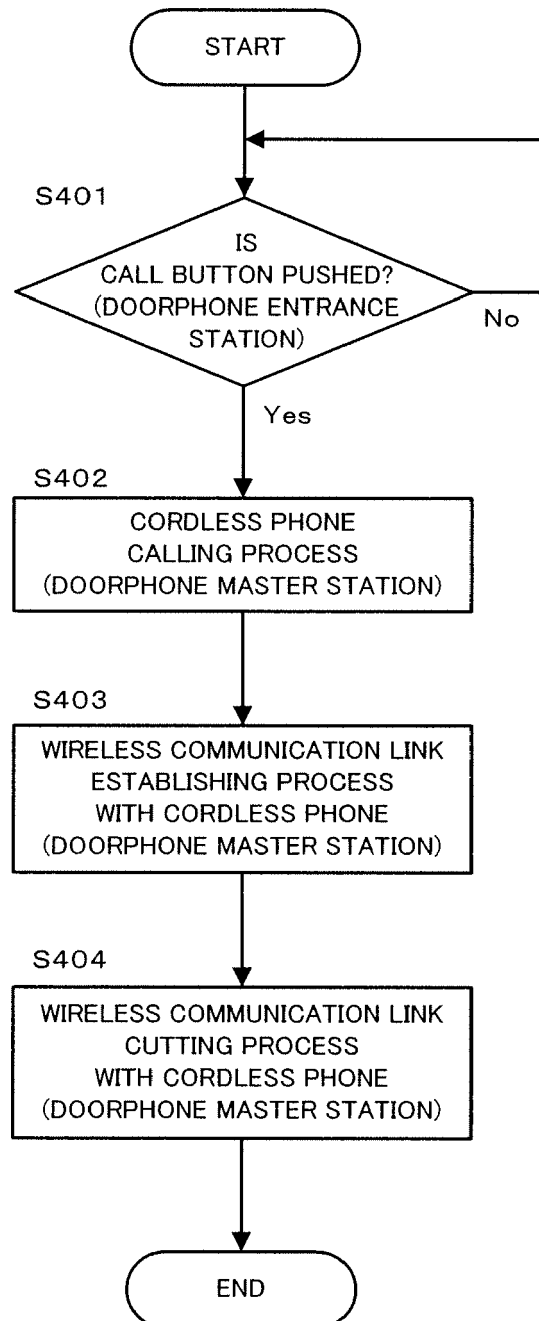 START
S401
IS
CALL BUTTON PUSHED?
(DOORPHONE ENTRANCE
STATION)
No
Yes
S402
CORDLESS PHONE
CALLING PROCESS
(DOORPHONE MASTER STATION)
S403
WIRELESS COMMUNICATION LINK
ESTABLISHING PROCESS
WITH CORDLESS PHONE
(DOORPHONE MASTER STATION)
S404
WIRELESS COMMUNICATION LINK
CUTTING PROCESS
WITH CORDLESS PHONE
(DOORPHONE MASTER STATION)
END